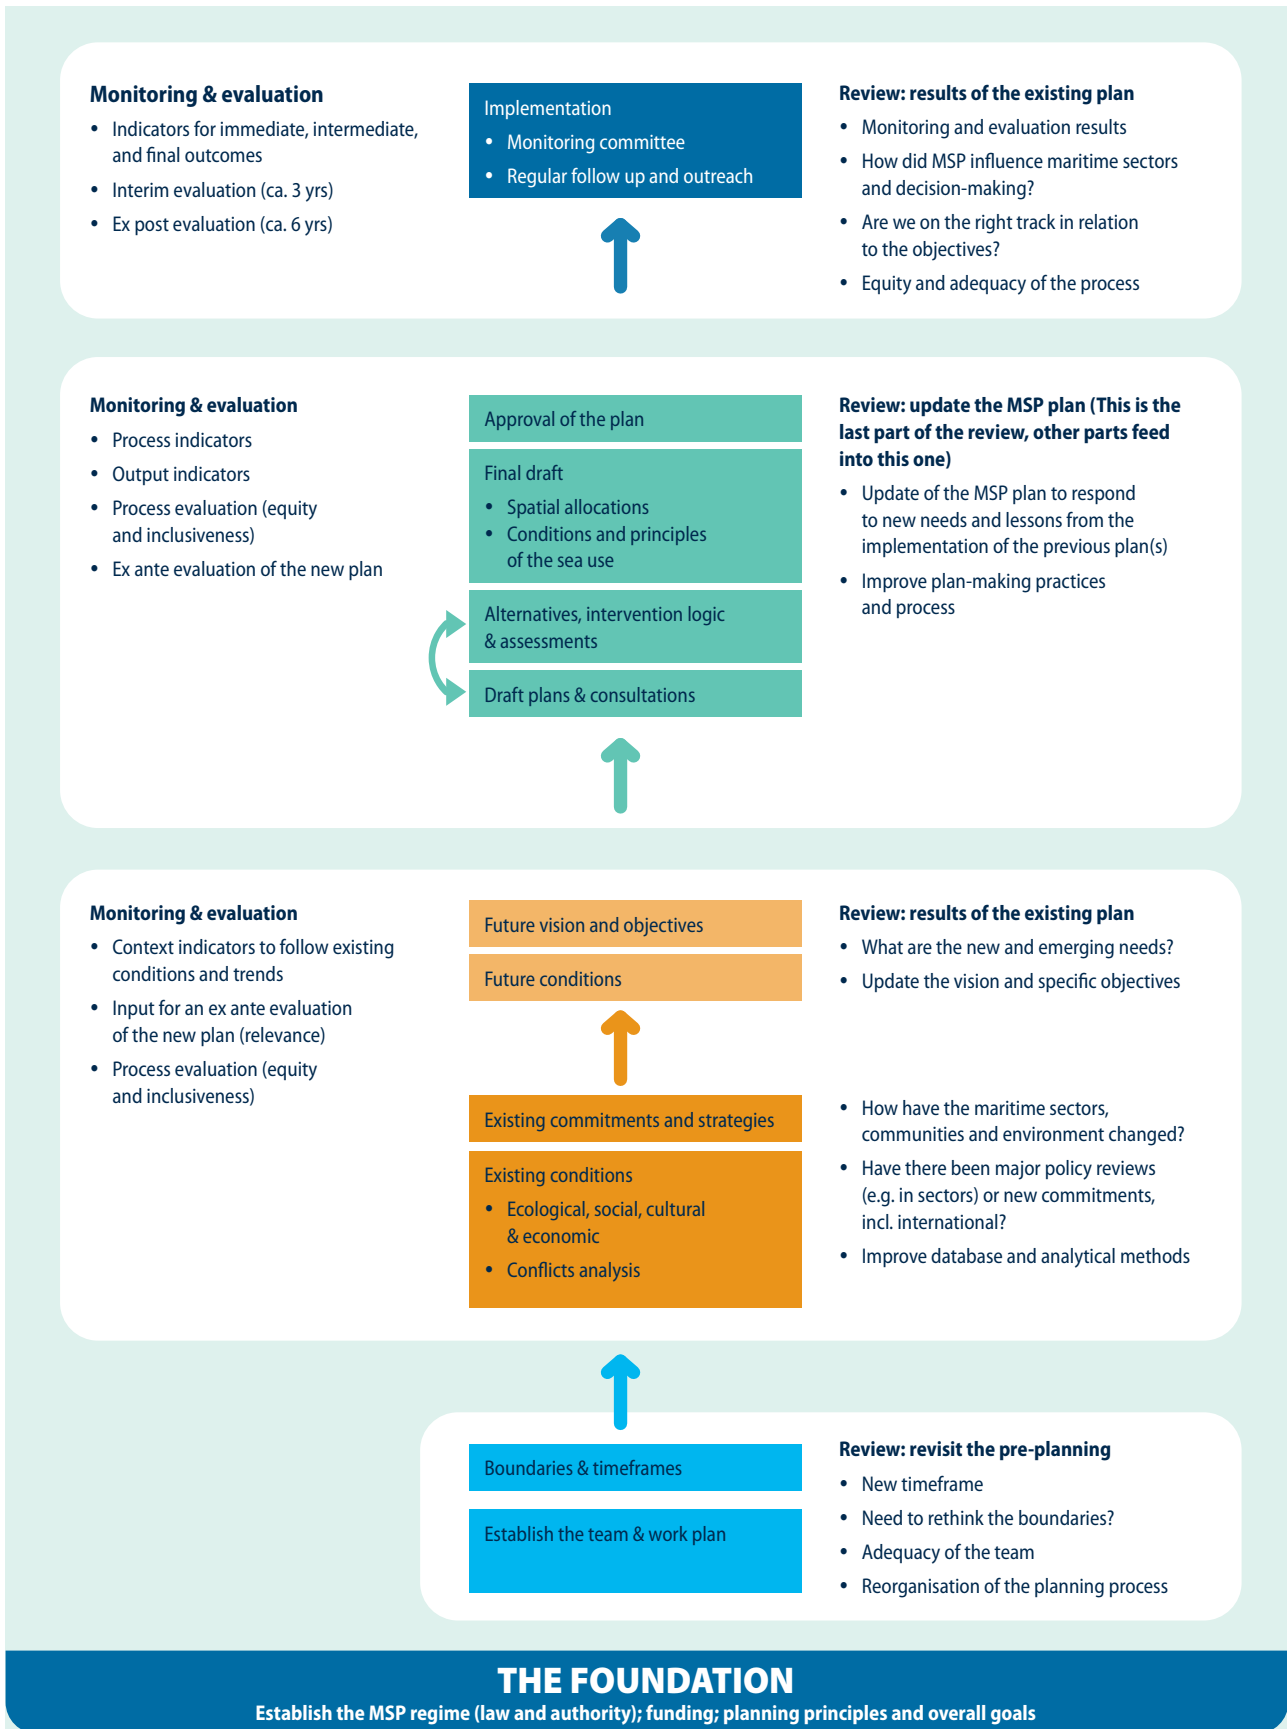 Monitoring & evaluation
• Indicators for immediate, intermediate,
and final outcomes
• Interim evaluation (ca. 3 yrs)
• Ex post evaluation (ca. 6 yrs)
Implementation
• Monitoring committee
• Regular follow up and outreach
Review: results of the existing plan
• Monitoring and evaluation results
• How did MSP influence maritime sectors
and decision-making?
• Are we on the right track in relation
to the objectives?
• Equity and adequacy of the process
Monitoring & evaluation
• Process indicators
• Output indicators
• Process evaluation (equity
and inclusiveness)
• Ex ante evaluation of the new plan
Approval of the plan
Final draft
• Spatial allocations
• Conditions and principles
of the sea use
Alternatives, intervention logic
& assessments
Draft plans & consultations
Review: update the MSP plan (This is the
last part of the review, other parts feed
into this one)
• Update of the MSP plan to respond
to new needs and lessons from the
implementation of the previous plan(s)
• Improve plan-making practices
and process
Monitoring & evaluation
• Context indicators to follow existing
conditions and trends
• Input for an ex ante evaluation
of the new plan (relevance)
• Process evaluation (equity
and inclusiveness)
Future vision and objectives
Future conditions
Existing commitments and strategies
Existing conditions
• Ecological, social, cultural
& economic
• Conflicts analysis
Review: results of the existing plan
• What are the new and emerging needs?
• Update the vision and specific objectives
• How have the maritime sectors,
communities and environment changed?
• Have there been major policy reviews
(e.g. in sectors) or new commitments,
incl. international?
• Improve database and analytical methods
Boundaries & timeframes
Establish the team & work plan
Review: revisit the pre-planning
• New timeframe
• Need to rethink the boundaries?
• Adequacy of the team
• Reorganisation of the planning process
THE FOUNDATION
Establish the MSP regime (law and authority); funding; planning principles and overall goals